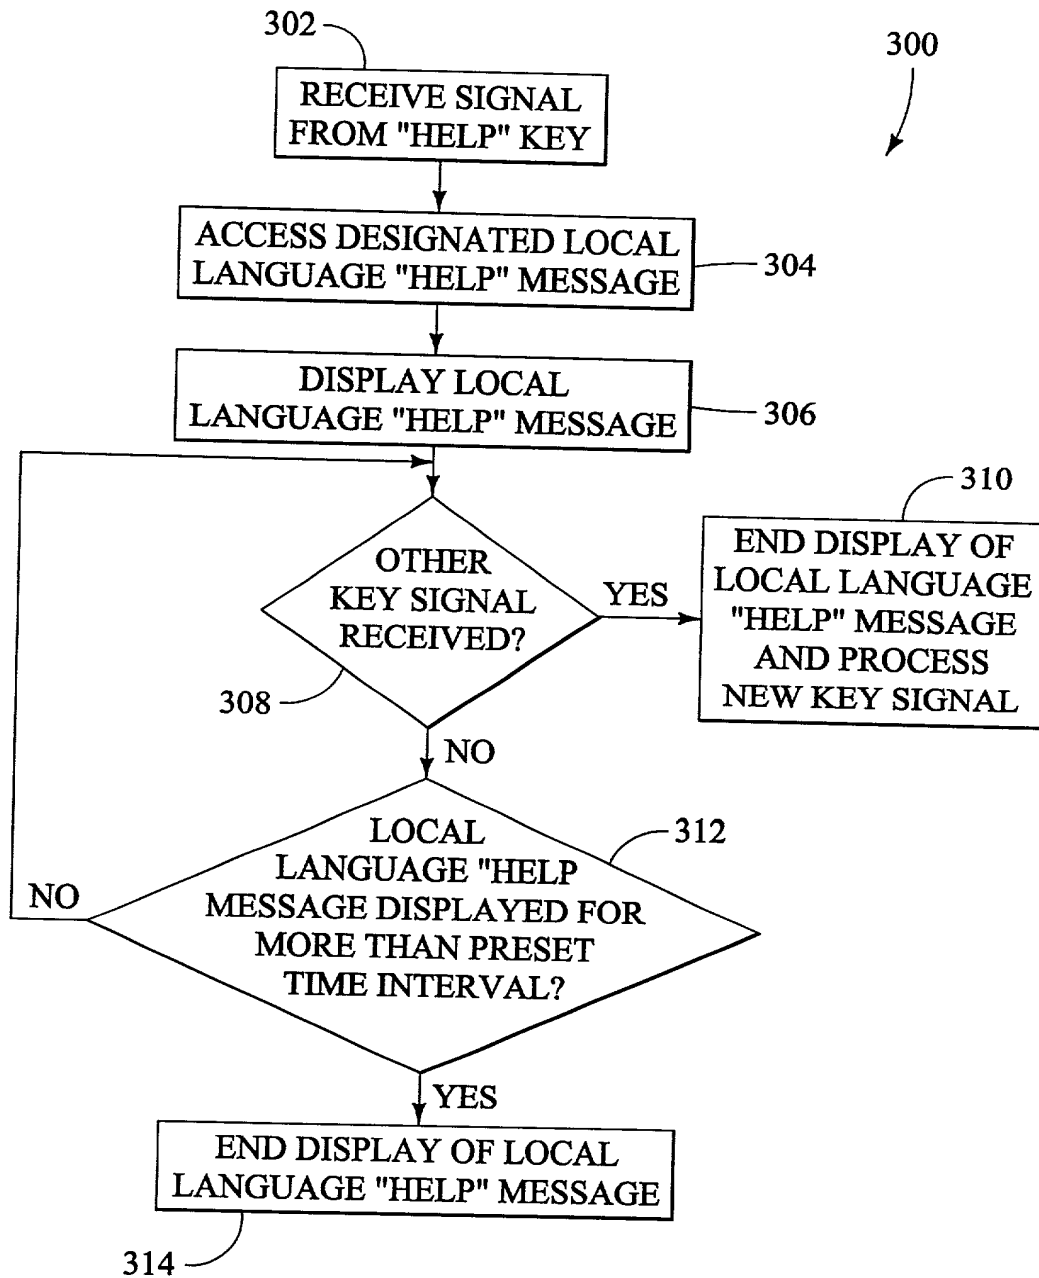 302
300
RECEIVE SIGNAL
FROM "HELP" KEY
ACCESS DESIGNATED LOCAL
LANGUAGE "HELP" MESSAGE
304
DISPLAY LOCAL
LANGUAGE "HELP" MESSAGE
306
310
OTHER
KEY SIGNAL
RECEIVED?
308
YES
END DISPLAY OF
LOCAL LANGUAGE
"HELP" MESSAGE
AND PROCESS
NEW KEY SIGNAL
NO
312
LOCAL
LANGUAGE "HELP
MESSAGE DISPLAYED FOR
MORE THAN PRESET
TIME INTERVAL?
NO
YES
END DISPLAY OF LOCAL
LANGUAGE "HELP" MESSAGE
314